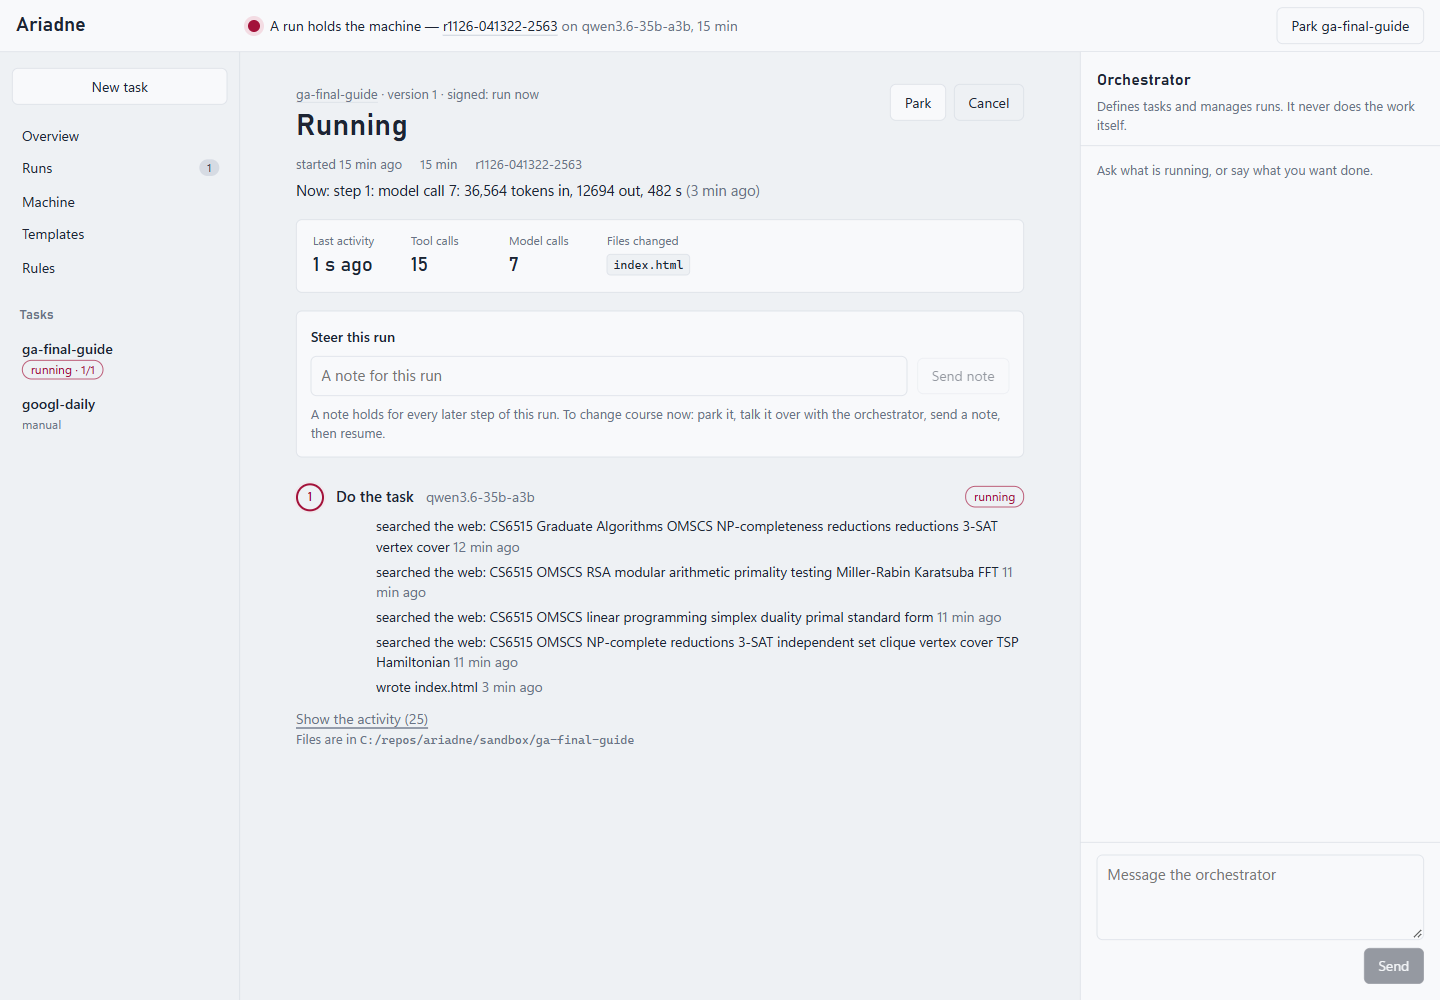 Ariadne
A run holds the machine — r1126-041322-2563 on qwen3.6-35b-a3b, 15 min
Park ga-final-guide
New task
Overview
Runs 1
Machine
Templates
Rules
Tasks
ga-final-guide
running · 1/1
googl-daily
manual
ga-final-guide · version 1 · signed: run now
Running
Park
Cancel
started 15 min ago 15 min r1126-041322-2563
Now: step 1: model call 7: 36,564 tokens in, 12694 out, 482 s (3 min ago)
Last activity Tool calls Model calls Files changed
1 s ago 15 7 index.html
Steer this run
A note for this run
Send note
A note holds for every later step of this run. To change course now: park it, talk it over with the orchestrator, send a note,
then resume.
1 Do the task qwen3.6-35b-a3b running
searched the web: CS6515 Graduate Algorithms OMSCS NP-completeness reductions reductions 3-SAT
vertex cover 12 min ago
searched the web: CS6515 OMSCS RSA modular arithmetic primality testing Miller-Rabin Karatsuba FFT 11
min ago
searched the web: CS6515 OMSCS linear programming simplex duality primal standard form 11 min ago
searched the web: CS6515 OMSCS NP-complete reductions 3-SAT independent set clique vertex cover TSP
Hamiltonian 11 min ago
wrote index.html 3 min ago
Show the activity (25)
Files are in C:/repos/ariadne/sandbox/ga-final-guide
Orchestrator
Defines tasks and manages runs. It never does the work
itself.
Ask what is running, or say what you want done.
Message the orchestrator
Send